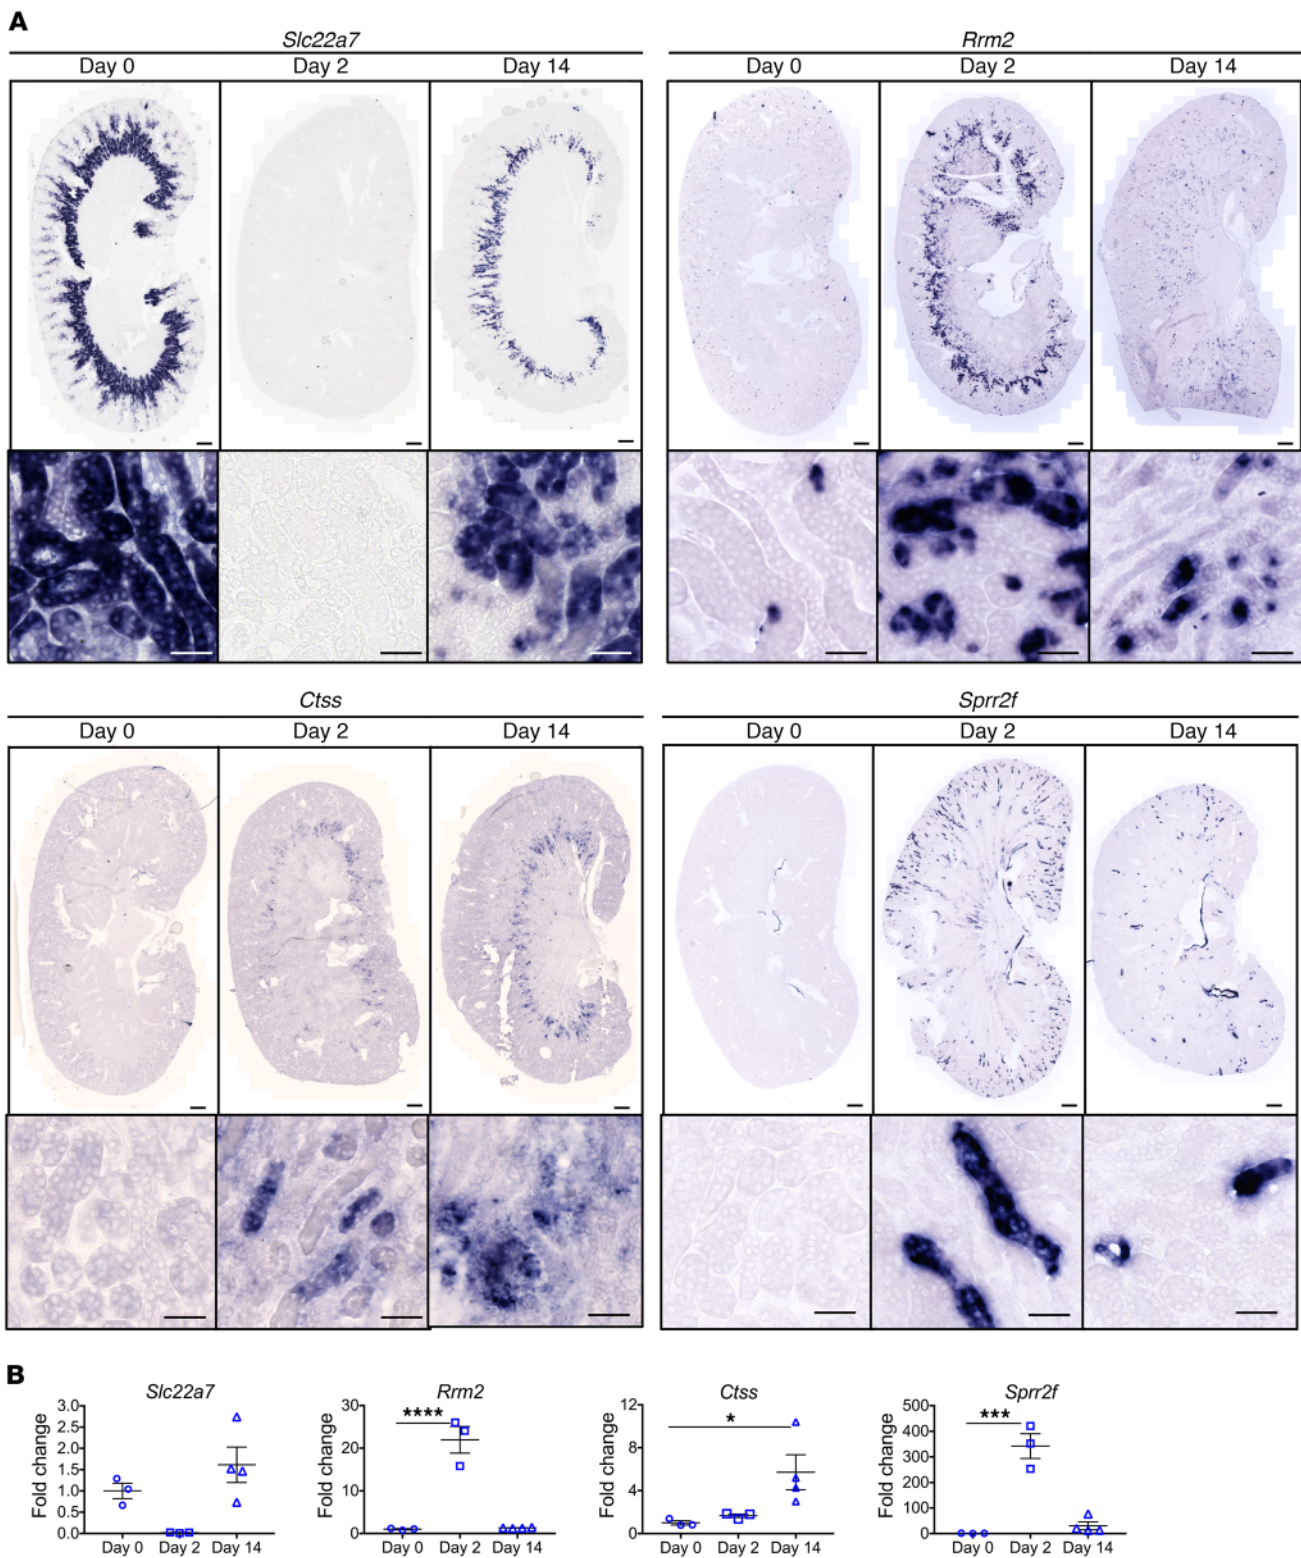 A
Slc22a7
Day 0 Day 2 Day 14
Rrm2
Day 0 Day 2 Day 14
Ctss
Day 0 Day 2 Day 14
Sprr2f
Day 0 Day 2 Day 14
B
Slc22a7
Fold change
3.0
2.5
2.0
1.5
1.0
0.5
0.0
Day 0 Day 2 Day 14
Rrm2
****
Fold change
30
20
10
0
Day 0 Day 2 Day 14
Ctss
*
Fold change
12
8
4
0
Day 0 Day 2 Day 14
Sprr2f
***
Fold change
500
400
300
200
100
0
Day 0 Day 2 Day 14